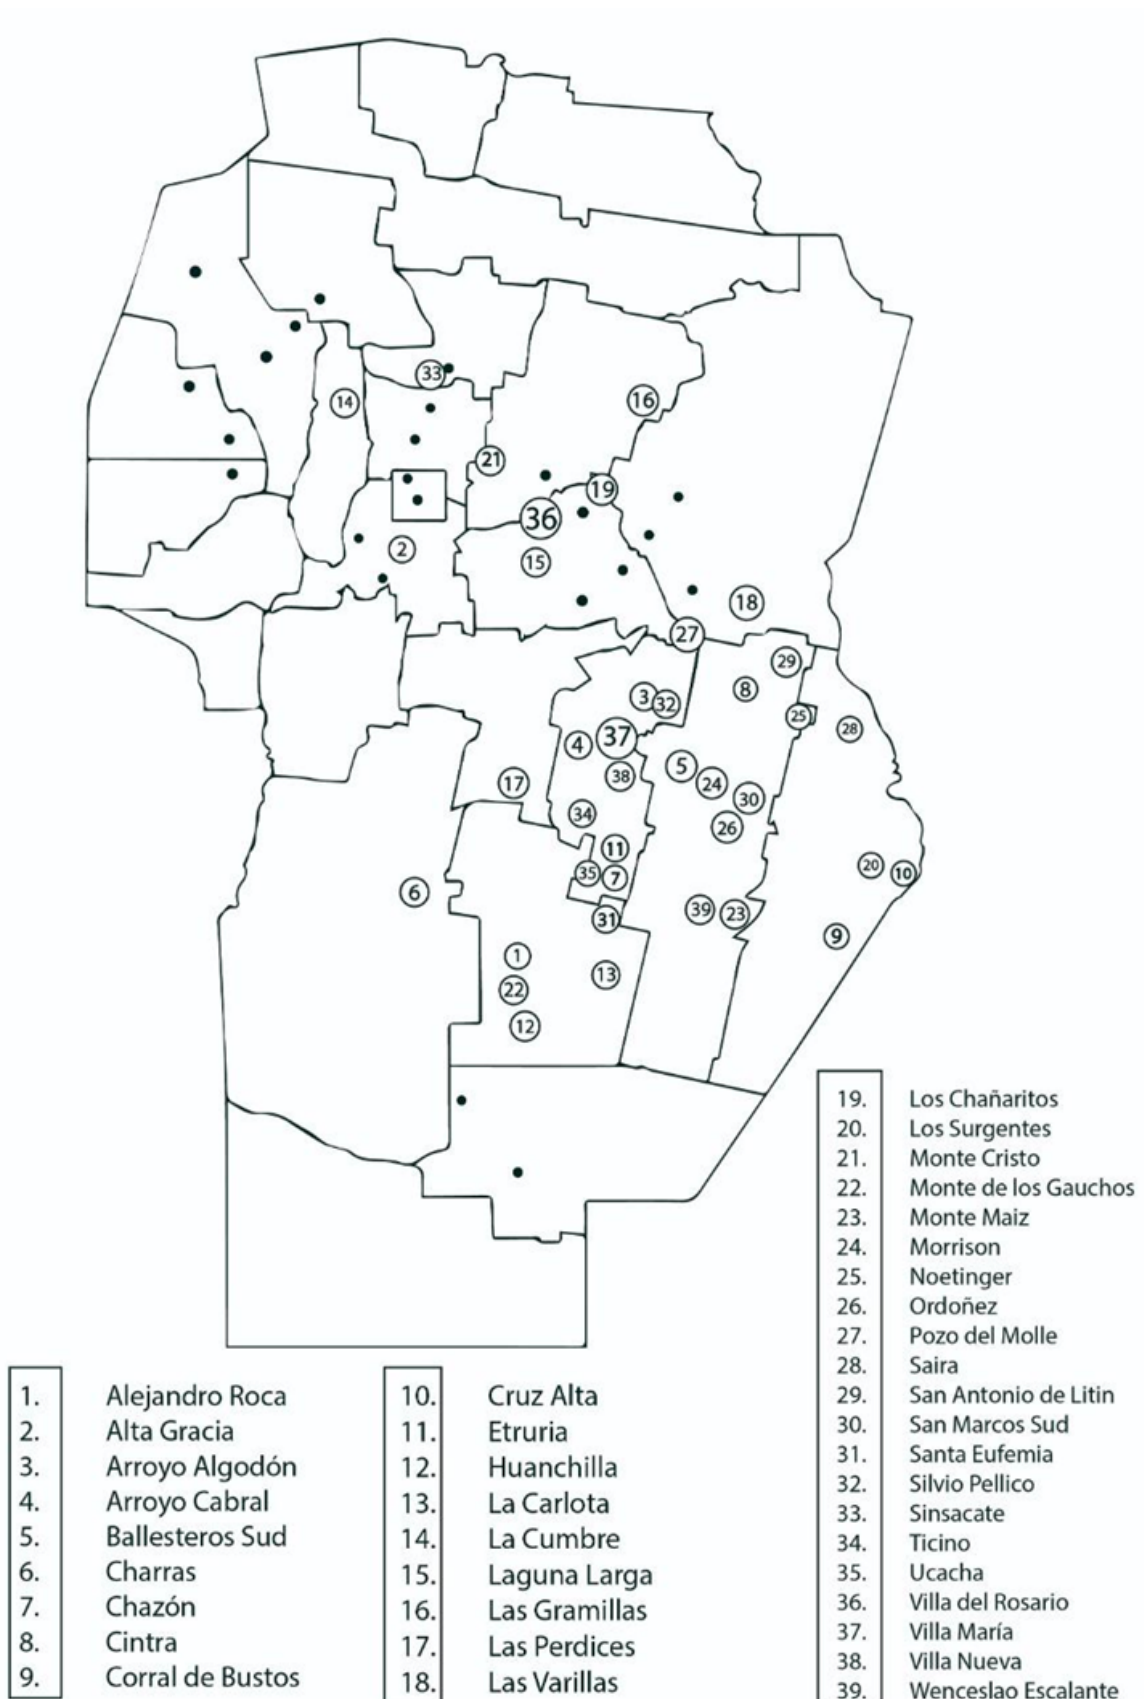 33
14
16
21
19
36
2
15
18
27
29
8
3
32
25
28
37
4
5
38
17
24
30
34
26
11
20
10
35
7
6
39
23
31
9
1
13
22
12
19. Los Chañaritos
20. Los Surgentes
21. Monte Cristo
22. Monte de los Gauchos
23. Monte Maiz
24. Morrison
25. Noetinger
26. Ordoñez
27. Pozo del Molle
28. Saira
29. San Antonio de Litin
30. San Marcos Sud
31. Santa Eufemia
32. Silvio Pellico
33. Sinsacate
34. Ticino
35. Ucacha
36. Villa del Rosario
37. Villa María
38. Villa Nueva
39. Wenceslao Escalante
1. Alejandro Roca
2. Alta Gracia
3. Arroyo Algodón
4. Arroyo Cabral
5. Ballesteros Sud
6. Charras
7. Chazón
8. Cintra
9. Corral de Bustos
10. Cruz Alta
11. Etruria
12. Huanchilla
13. La Carlota
14. La Cumbre
15. Laguna Larga
16. Las Gramillas
17. Las Perdices
18. Las Varillas